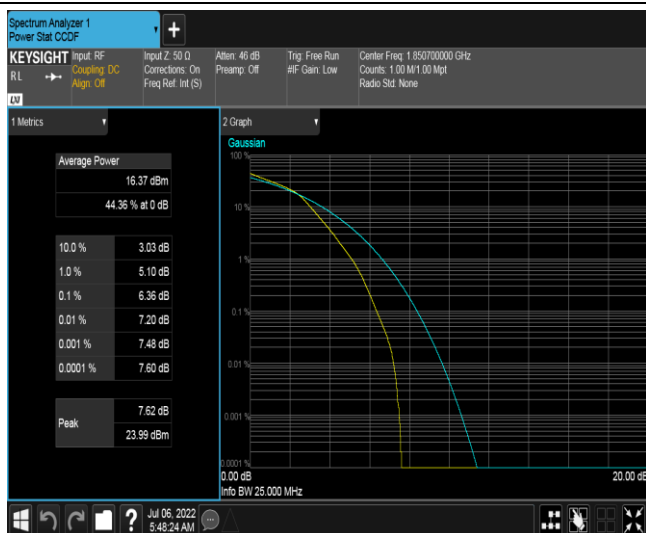 Spectrum Analyzer 1
Power Stat CCDF
+
KEYSIGHT
RL
LXI
Input: RF
Coupling: DC
Align: Off
Input Z: 50 Ω
Corrections: On
Freq Ref: Int (S)
Atten: 46 dB
Preamp: Off
Trig: Free Run
#IF Gain: Low
Center Freq: 1.850700000 GHz
Counts: 1.00 M/1.00 Mpt
Radio Std: None
1 Metrics
Average Power
16.37 dBm
44.36 % at 0 dB
10.0 % 3.03 dB
1.0 % 5.10 dB
0.1 % 6.36 dB
0.01 % 7.20 dB
0.001 % 7.48 dB
0.0001 % 7.60 dB
Peak
7.62 dB
23.99 dBm
2 Graph
Gaussian
100 %
10 %
1 %
0.1 %
0.01 %
0.001 %
0.0001 %
0.00 dB
20.00 dB
Info BW 25.000 MHz
?
Jul 06, 2022
5:48:24 AM